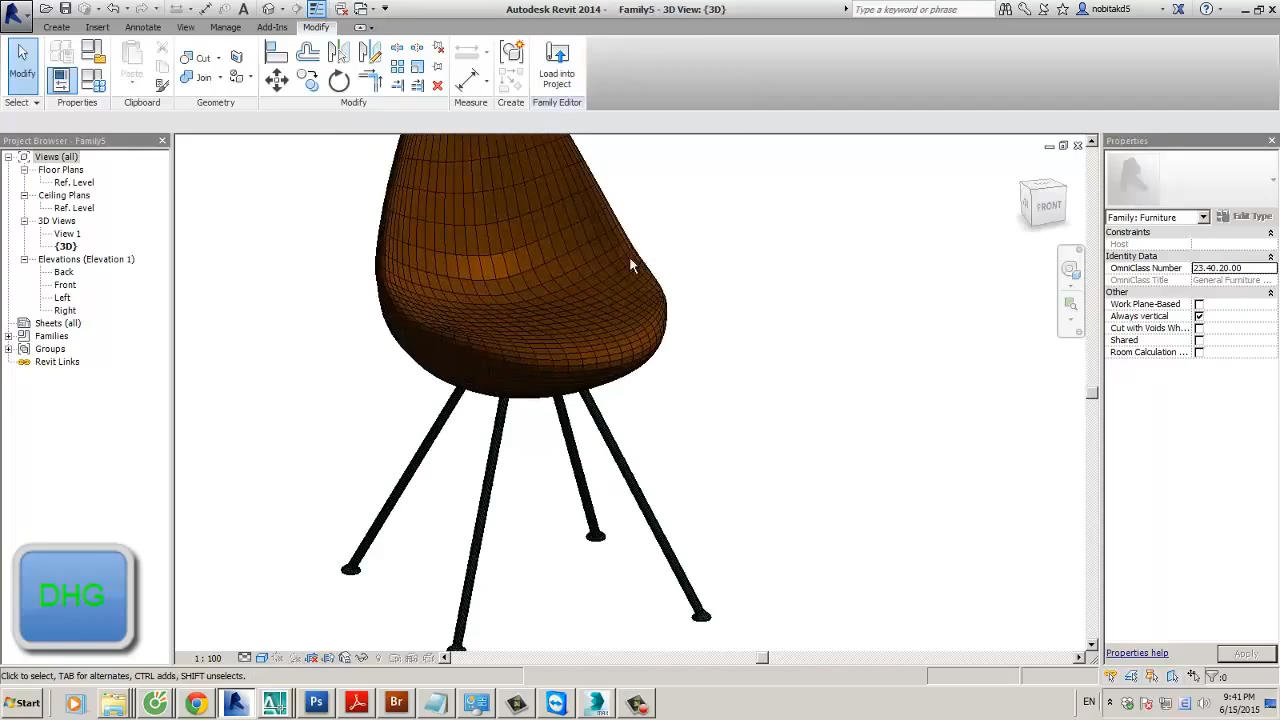 Autodesk Revit 2014 - Family5 - 3D View: {3D}
Type a keyword or phrase
nobitakd5
Create Insert Annotate View Manage Add-Ins Modify
Modify
Paste
Cut
Join
Load into
Project
Select Properties Clipboard Geometry Modify Measure Create Family Editor
Project Browser - Family5
Views (all)
Floor Plans
Ref. Level
Ceiling Plans
Ref. Level
3D Views
View 1
{3D}
Elevations (Elevation 1)
Back
Front
Left
Right
Sheets (all)
Families
Groups
Revit Links
FRONT
Properties
Family: Furniture
Edit Type
Constraints
Host
Identity Data
OmniClass Number 23.40.20.00
OmniClass Title General Furniture ...
Other
Work Plane-Based
Always vertical
Cut with Voids Wh...
Shared
Room Calculation ...
Properties help
Apply
DHG
1 : 100
Click to select, TAB for alternates, CTRL adds, SHIFT unselects.
:0
Start
Ps
Br
MAX
EN
9:41 PM
6/15/2015